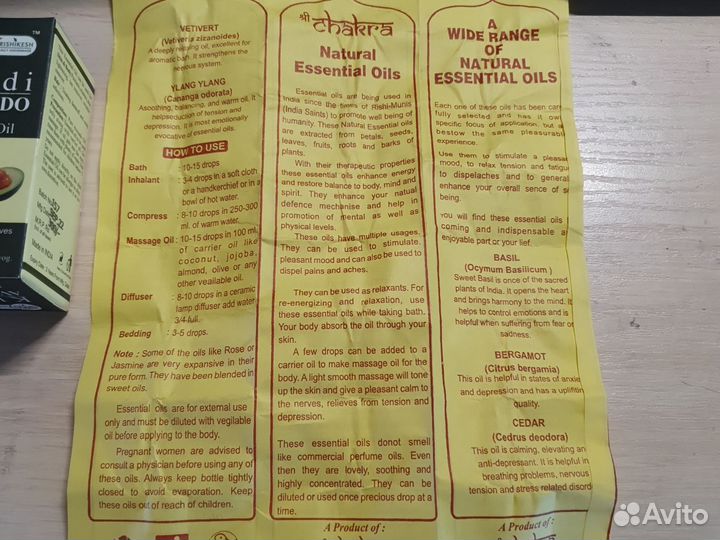 RISHIKESH
TM
di
DO
Oil
Made in INDIA
VETIVERT
(Vetiveria zizanoides)
A deeply relaxing oil, excellent for
aromatic bath. It strengthens the
nervous system.
YLANG YLANG
(Cananga odorata)
Asoothing, balancing, and warm oil. It
helpseduction of tension and
depression. It is most emotionally
evocative of essential oils.
HOW TO USE
Bath : 10-15 drops
Inhalant : 3-4 drops in a soft cloth
or a handkerchief or in a
bowl of hot water.
Compress : 8-10 drops in 250-300
ml. of warm water.
Massage Oil : 10-15 drops in 100 ml.
of carrier oil like
coconut, jojoba,
almond, olive or any
other veailable oil.
Diffuser : 8-10 drops in a ceramic
lamp diffuser add water
3/4 full.
Bedding : 3-5 drops.
Note : Some of the oils like Rose or
Jasmine are very expansive in their
pure form. They have been blended in
sweet oils.
Essential oils are for external use
only and must be diluted with vegilable
oil before applying to the body.
Pregnant women are advised to
consult a physician before using any of
these oils. Always keep bottle tightly
closed to avoid evaporation. Keep
these oils out of reach of children.
श्री Chakra
Natural
Essential Oils
Essential oils are being used in
India since the times of Rishi-Munis
(India Saints) to promote well being of
humanity. These Natural Essential oils
are extracted from petals, seeds,
leaves, fruits, roots and barks of
plants.
With their therapeutic properties
these essential oils enhance energy
and restore balance to body, mind and
spirit. They enhance your natural
defence mechanise and help in
promotion of mental as well as
physical levels.
These oils have multiple usages.
They can be used to stimulate,
pleasant mood and can also be used to
dispel pains and aches.
They can be used as relaxants. For
re-energizing and relaxation, use
these essential oils while taking bath.
Your body absorb the oil through your
skin.
A few drops can be added to a
carrier oil to make massage oil for the
body. A light smooth massage will tone
up the skin and give a pleasant calm to
the nerves, relieves from tension and
depression.
These essential oils donot smell
like commercial perfume oils. Even
then they are lovely, soothing and
highly concentrated. They can be
diluted or used once precious drop at a
time.
A Product of :
A
WIDE RANGE
OF
NATURAL
ESSENTIAL OILS
Each one of these oils has been care
fully selected and has it ow
specific focus of application, but a
bestow the same pleasurable
experience.
Use them to stimulate a pleasan
mood, to relax tension and fatigu
to dispelaches and to general
enhance your overall sense of
being.
you will find these essential oils
coming and indispensable a
enjoyable part or your lief.
BASIL
(Ocymum Basilicum )
Sweet Basil is once of the sacred
plants of India. It opens the heart
and brings harmony to the mind. It
helps to control emotions and is
helpful when suffering from fear or
sadness.
BERGAMOT
(Citrus bergamia)
This oil is helpful in states of anxie
and depression and has a upliftin
quality.
CEDAR
(Cedrus deodora)
This oil is calming, elevating an
anti-depressant. It is helpful in
breathing problems, nervous
tension and stress related disord
A Product of :
Avito